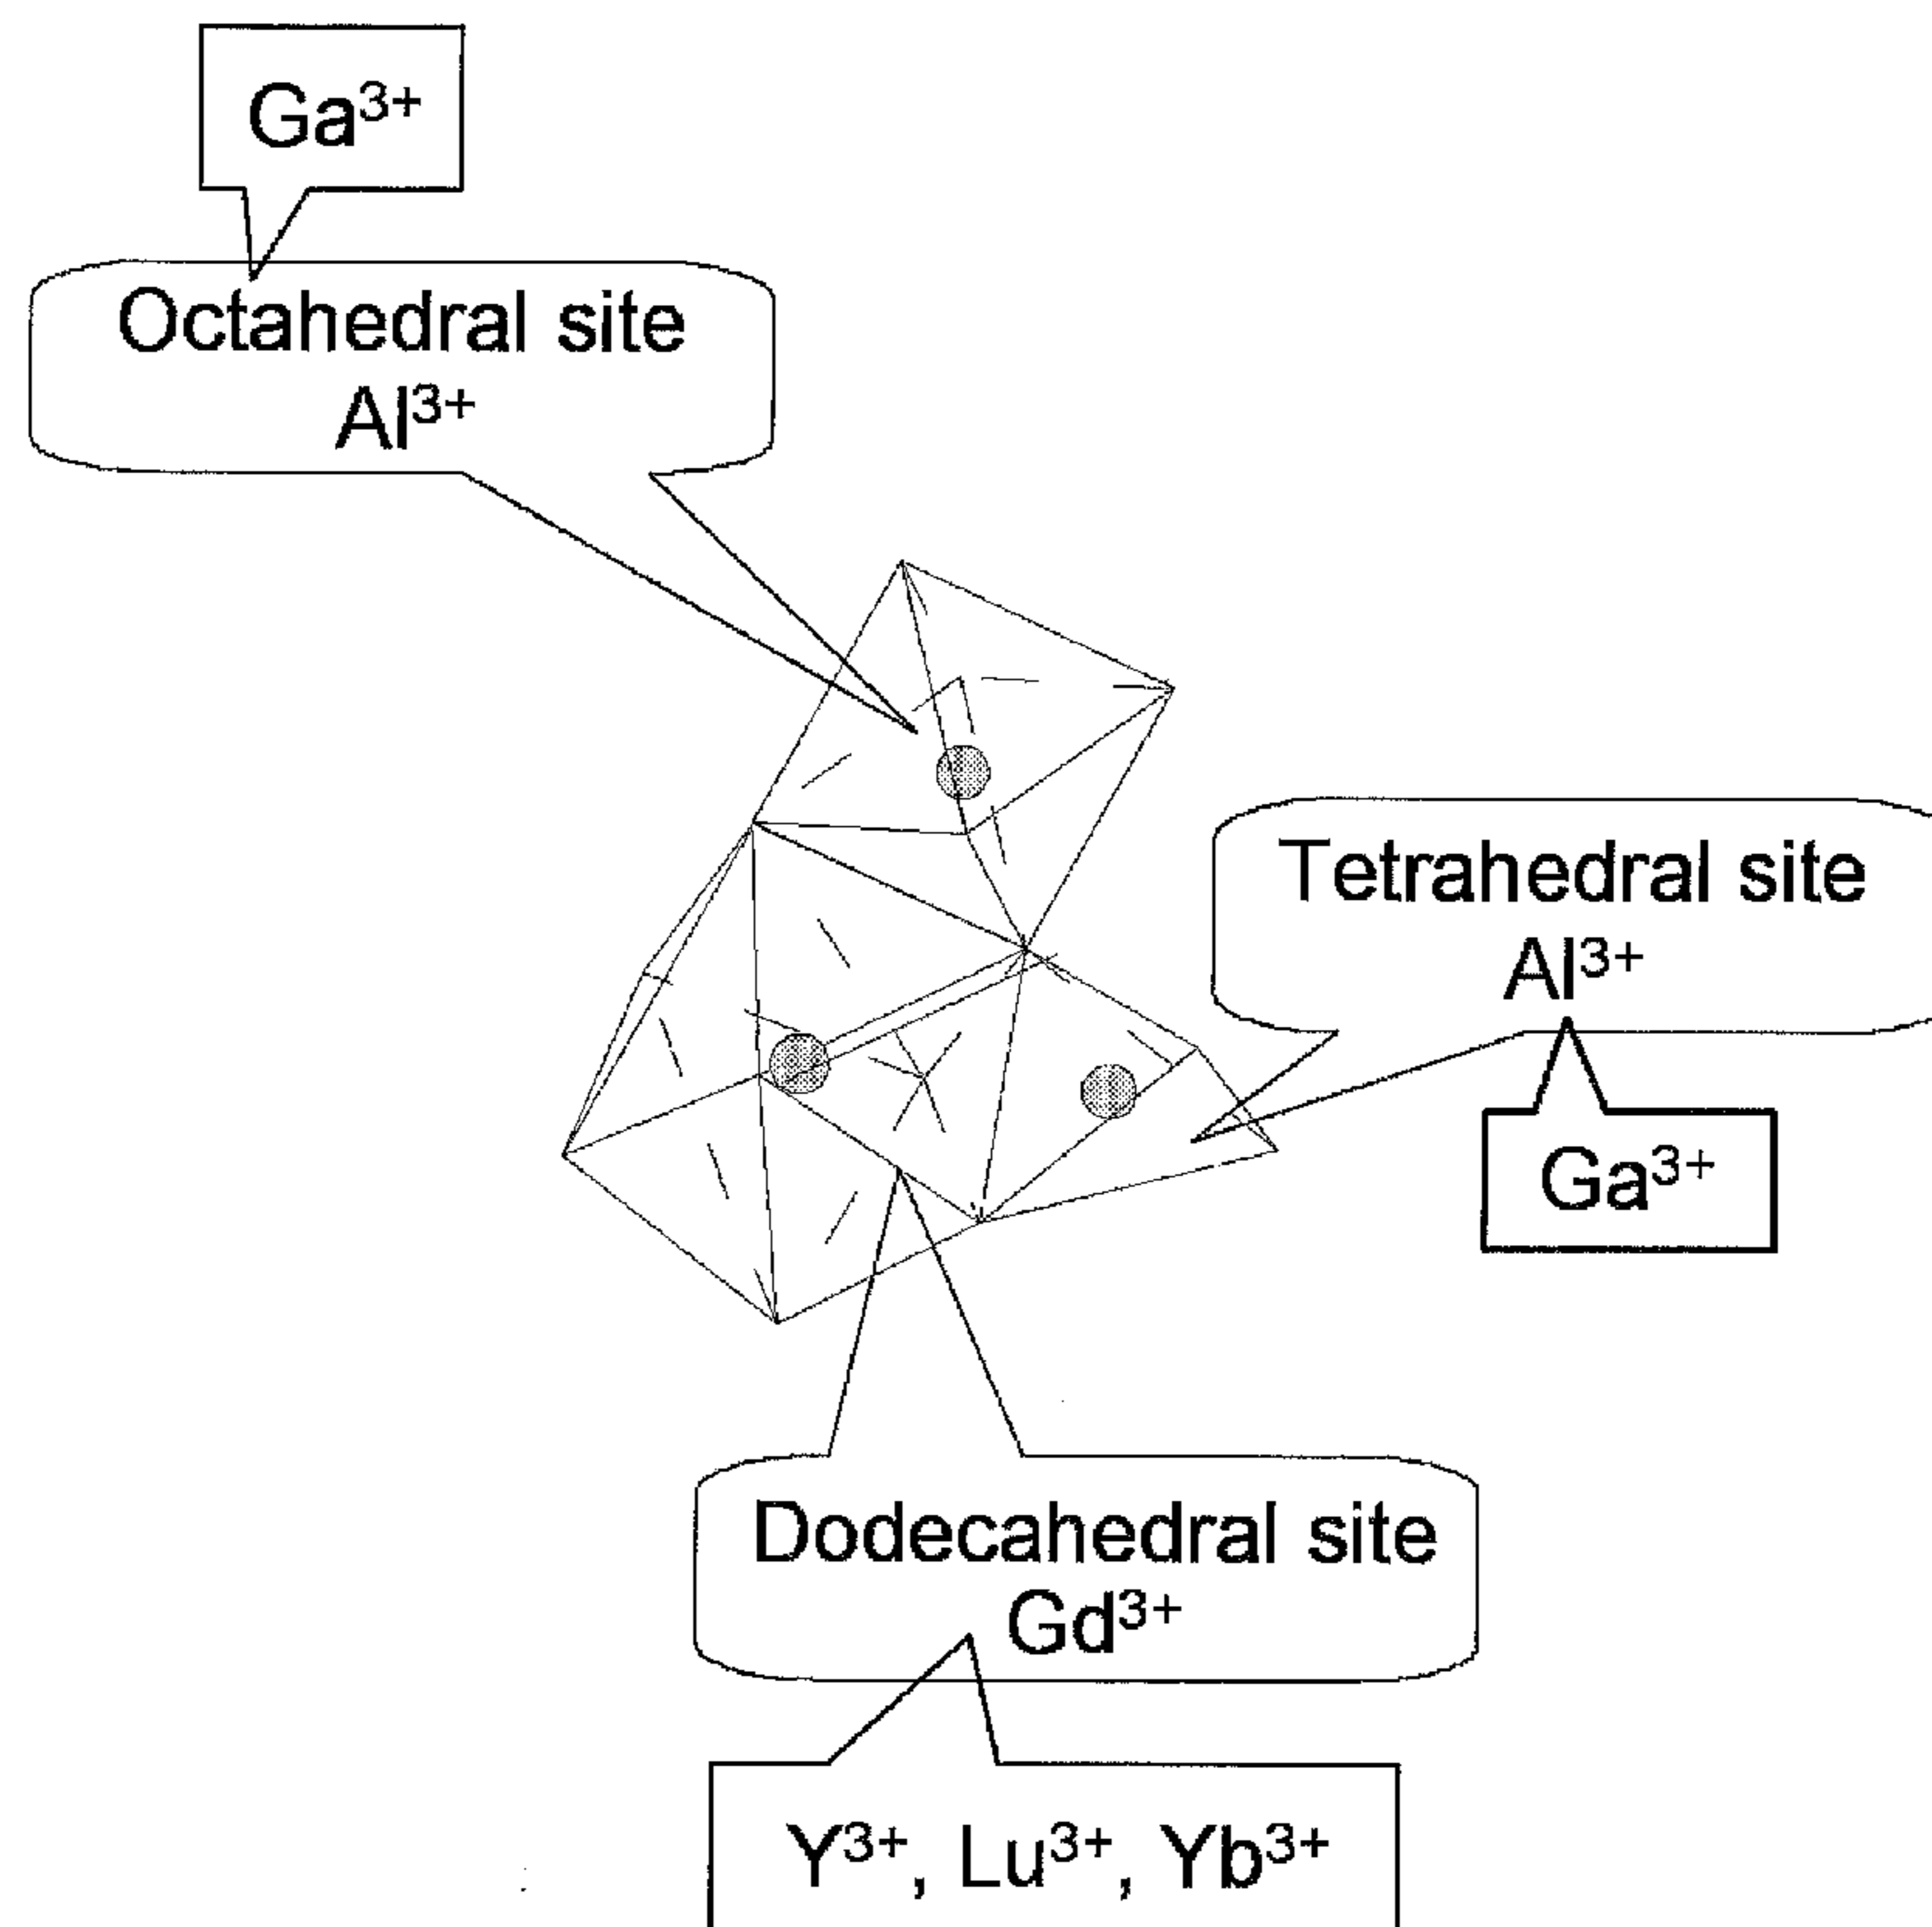 Ga³⁺
Octahedral site
Al³⁺
Tetrahedral site
Al³⁺
Ga³⁺
Dodecahedral site
Gd³⁺
Y³⁺, Lu³⁺, Yb³⁺